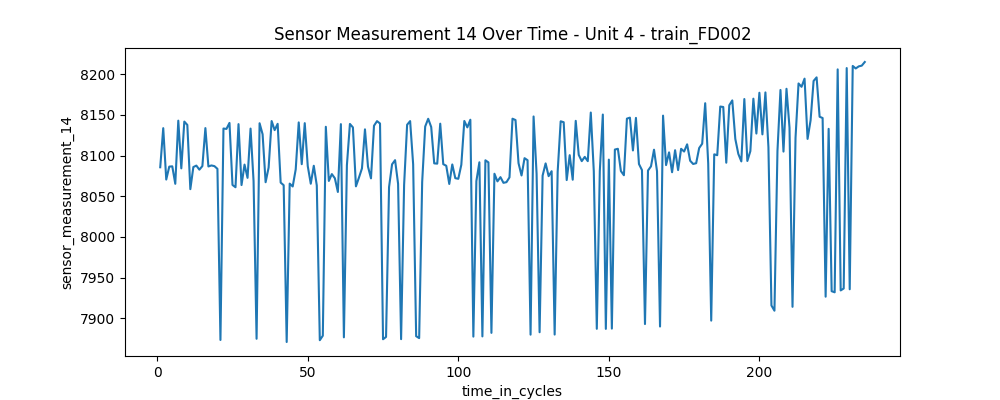 Sensor Measurement 14 Over Time - Unit 4 - train_FD002
sensor_measurement_14
8200
8150
8100
8050
8000
7950
7900
0 50 100 150 200
time_in_cycles